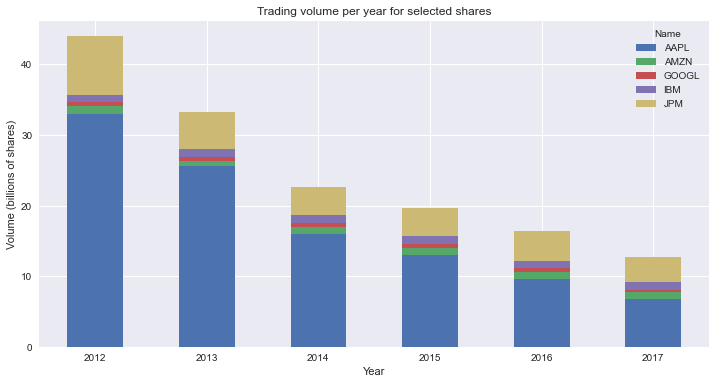 Trading volume per year for selected shares
Name
AAPL
AMZN
GOOGL
IBM
JPM
Volume (billions of shares)
40
30
20
10
0
2012 2013 2014 2015 2016 2017
Year